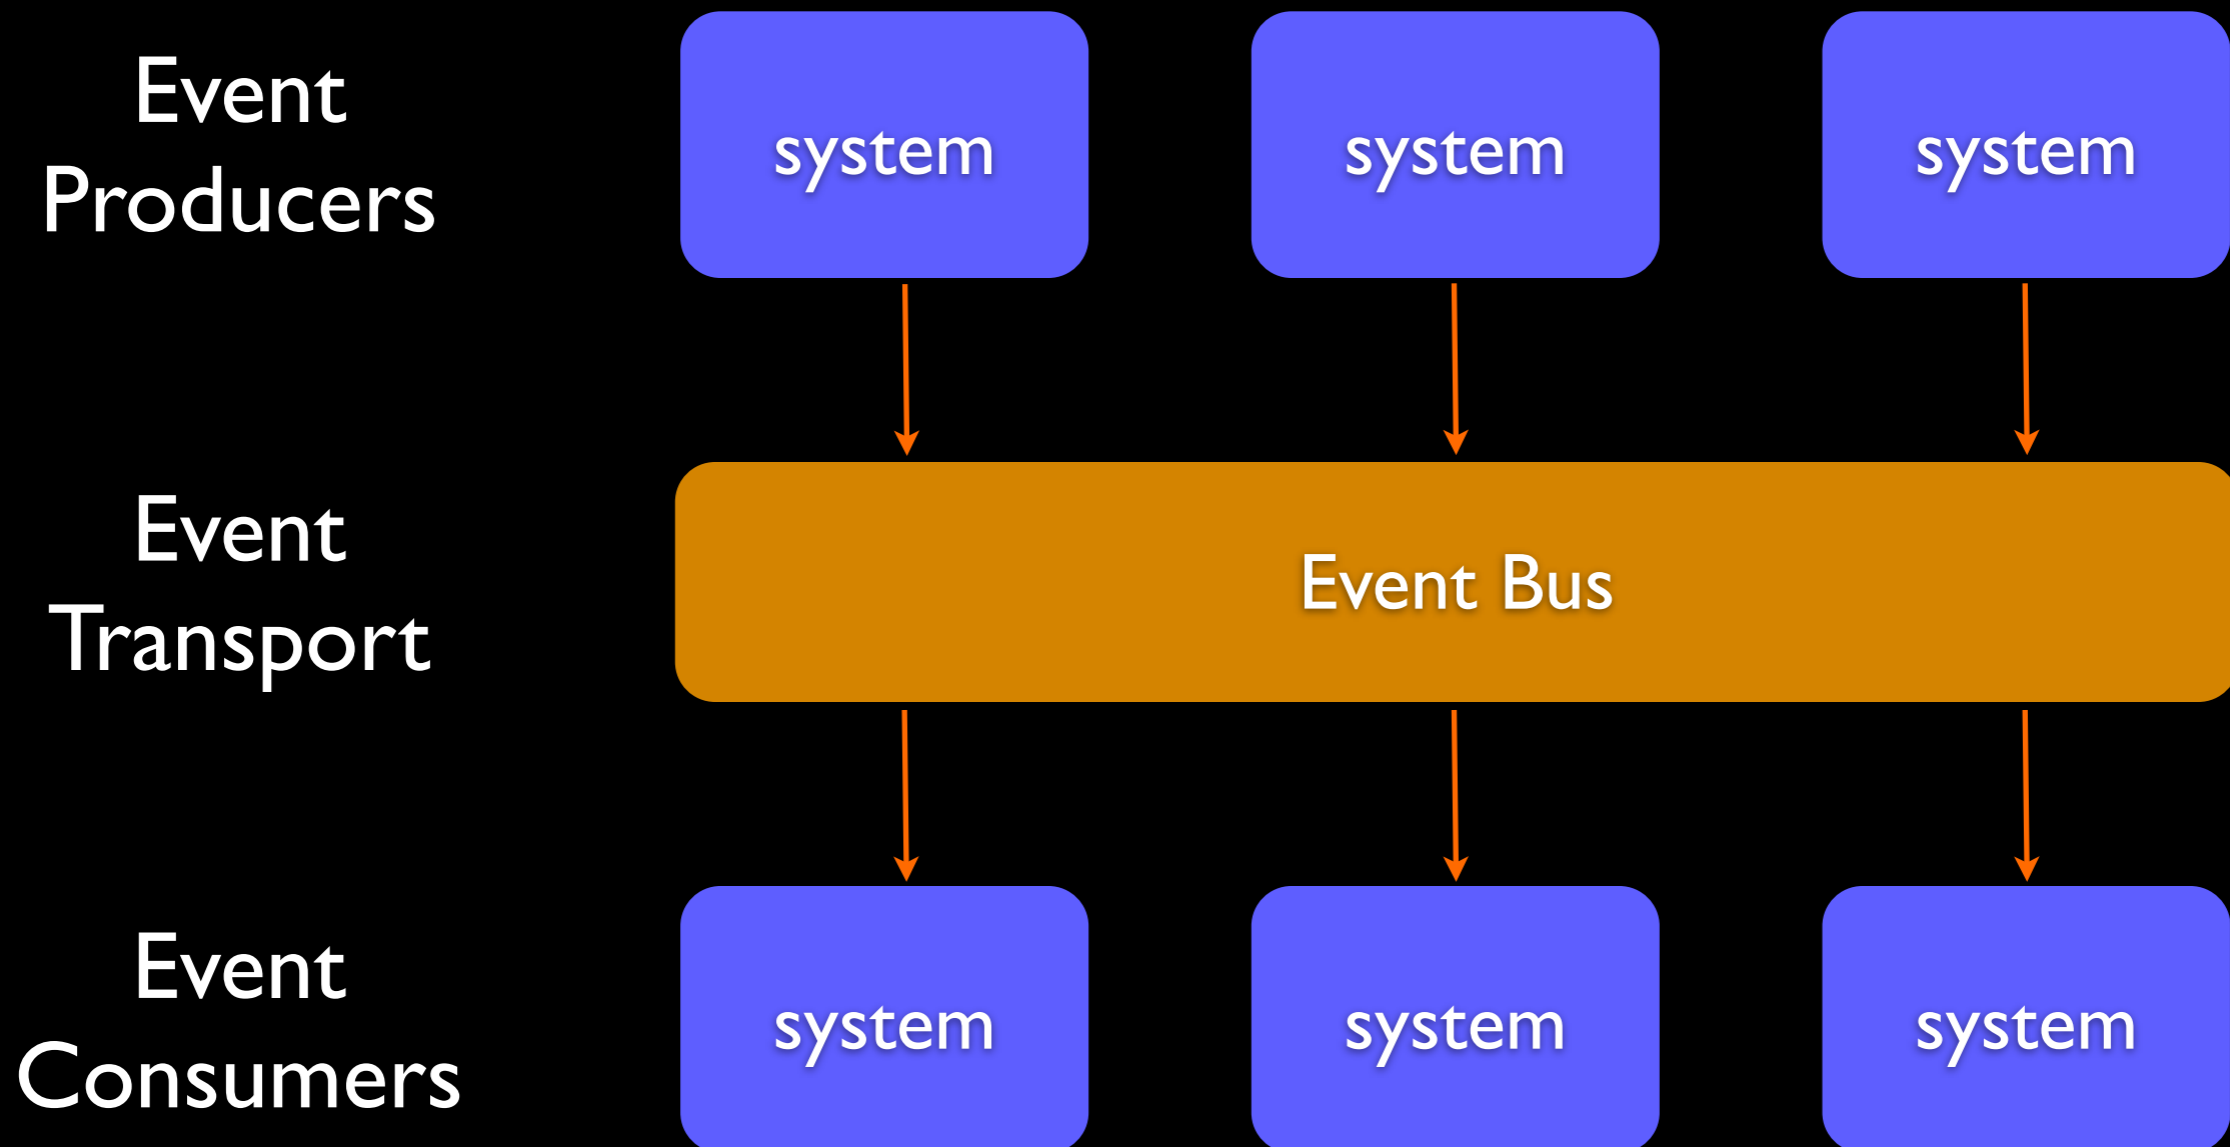 Event
Producers
system
system
system
Event
Transport
Event Bus
Event
Consumers
system
system
system